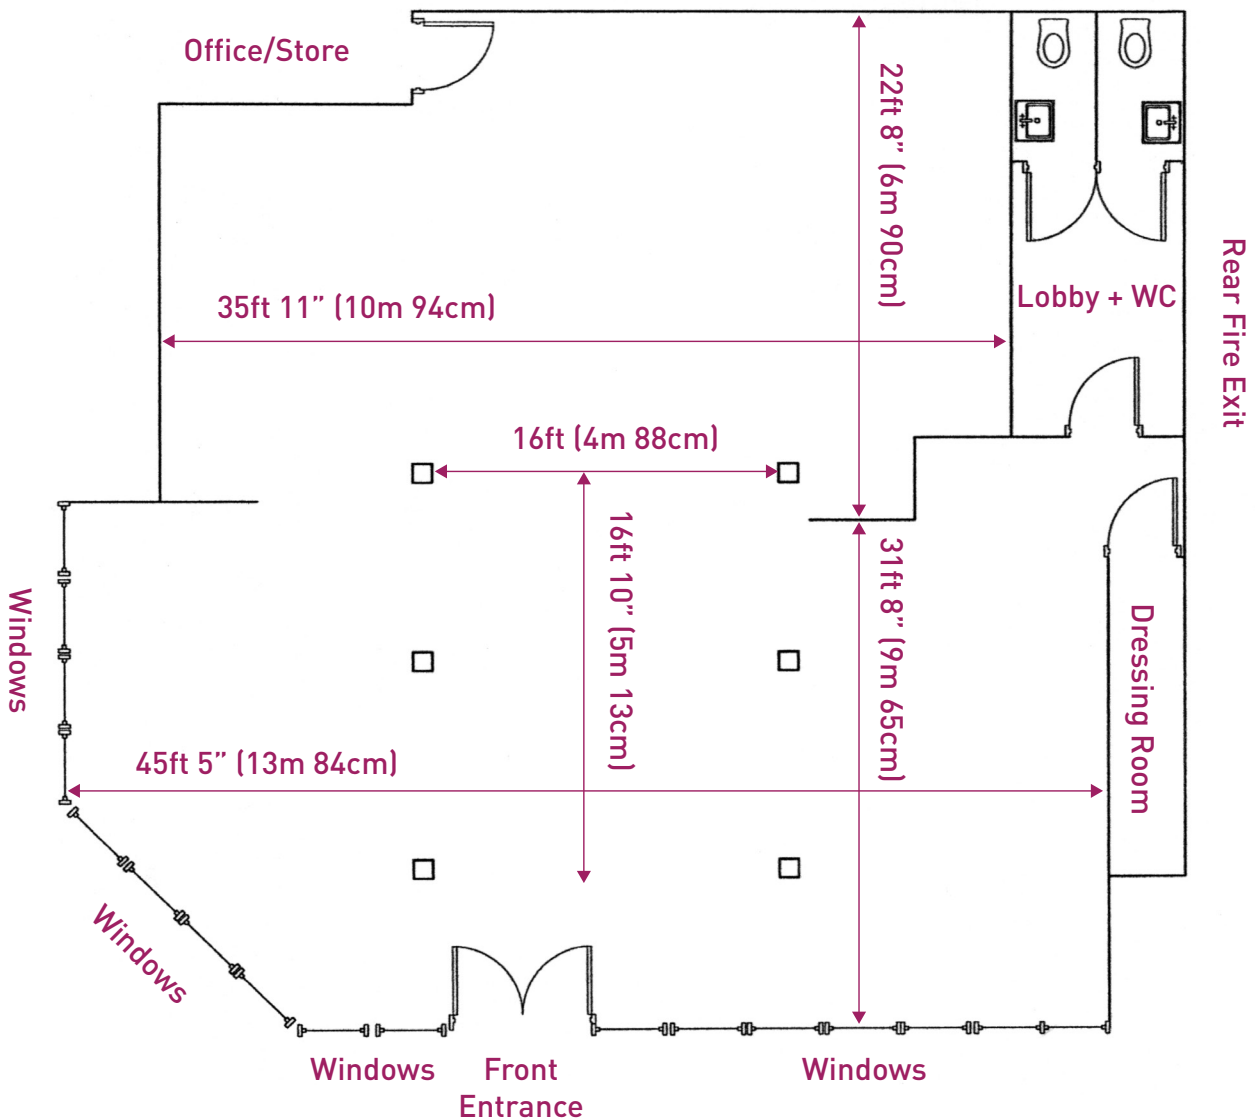 Office/Store
22ft 8” (6m 90cm)
Rear Fire Exit
Lobby + WC
35ft 11” (10m 94cm)
16ft (4m 88cm)
16ft 10” (5m 13cm)
31ft 8” (9m 65cm)
Windows
Dressing Room
45ft 5” (13m 84cm)
Windows
Windows
Front
Entrance
Windows